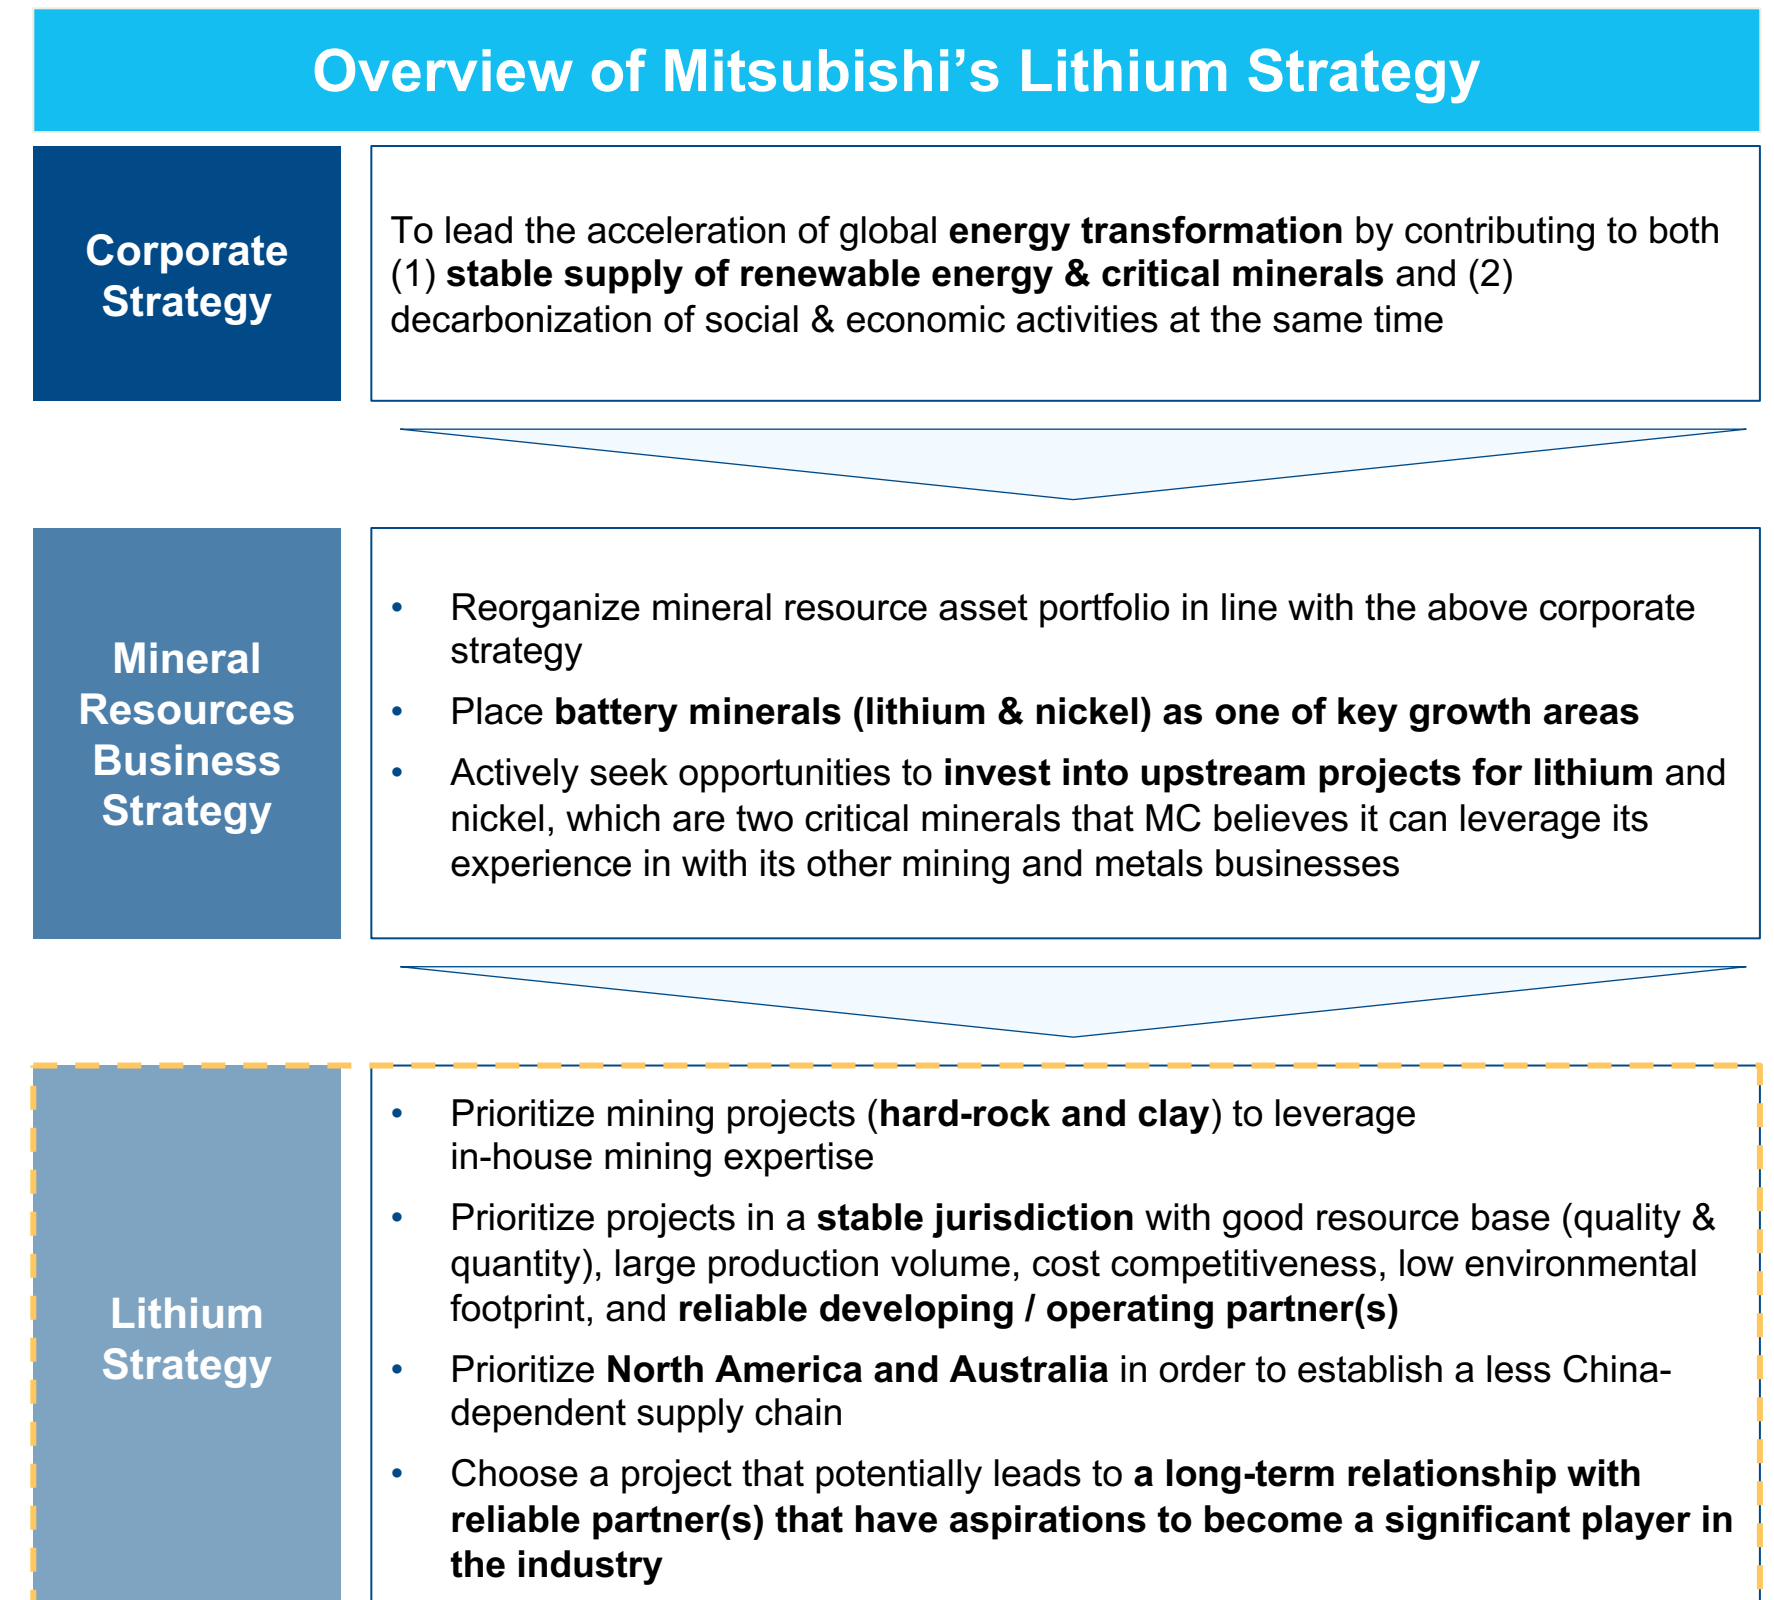 Overview of Mitsubishi’s Lithium Strategy
Corporate
Strategy
To lead the acceleration of global energy transformation by contributing to both
(1) stable supply of renewable energy & critical minerals and (2)
decarbonization of social & economic activities at the same time
Mineral
Resources
Business
Strategy
• Reorganize mineral resource asset portfolio in line with the above corporate
strategy
• Place battery minerals (lithium & nickel) as one of key growth areas
• Actively seek opportunities to invest into upstream projects for lithium and
nickel, which are two critical minerals that MC believes it can leverage its
experience in with its other mining and metals businesses
Lithium
Strategy
• Prioritize mining projects (hard-rock and clay) to leverage
in-house mining expertise
• Prioritize projects in a stable jurisdiction with good resource base (quality &
quantity), large production volume, cost competitiveness, low environmental
footprint, and reliable developing / operating partner(s)
• Prioritize North America and Australia in order to establish a less China-
dependent supply chain
• Choose a project that potentially leads to a long-term relationship with
reliable partner(s) that have aspirations to become a significant player in
the industry